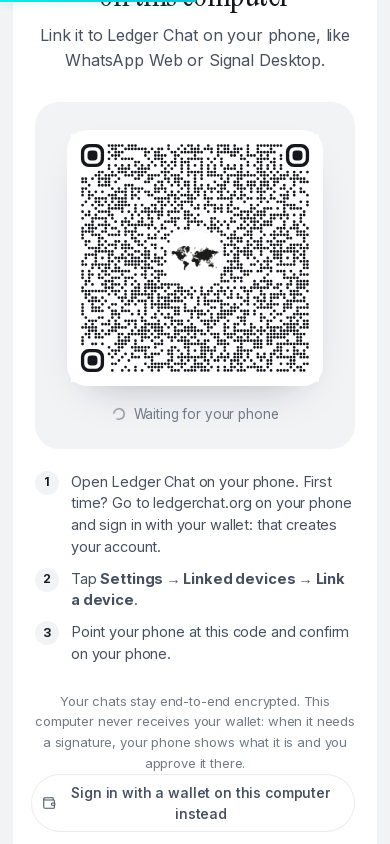 on this computer
Link it to Ledger Chat on your phone, like
WhatsApp Web or Signal Desktop.
Waiting for your phone
1 Open Ledger Chat on your phone. First
time? Go to ledgerchat.org on your phone
and sign in with your wallet: that creates
your account.
2 Tap Settings → Linked devices → Link
a device.
3 Point your phone at this code and confirm
on your phone.
Your chats stay end-to-end encrypted. This
computer never receives your wallet: when it needs
a signature, your phone shows what it is and you
approve it there.
Sign in with a wallet on this computer
instead